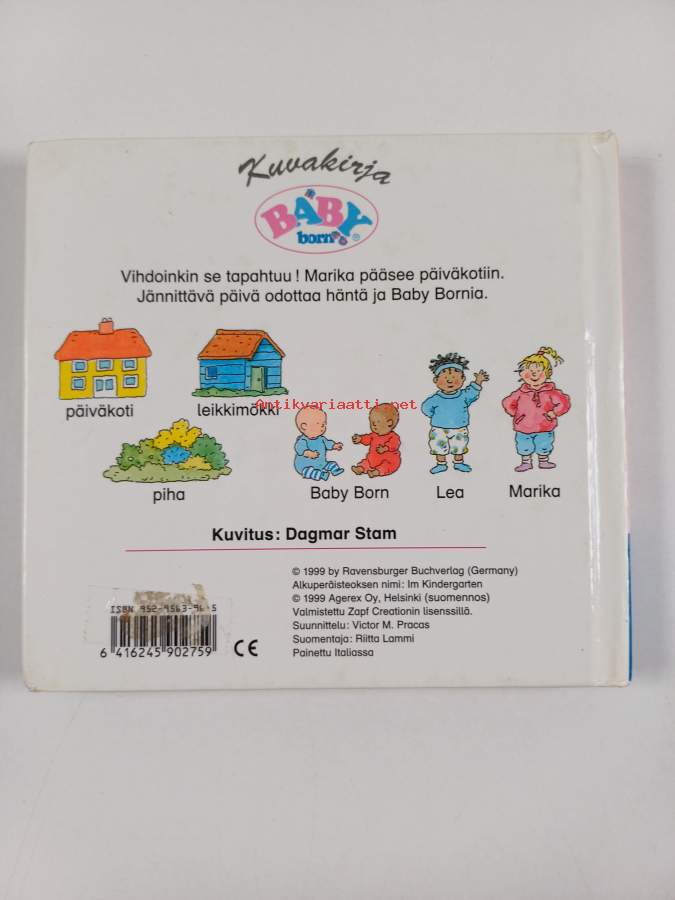 Kuvakirja
BABY
born®
Vihdoinkin se tapahtuu! Marika pääsee päiväkotiin.
Jännittävä päivä odottaa häntä ja Baby Bornia.
päiväkoti
leikkimökki
Antikvariaatti.net
piha
Baby Born
Lea
Marika
Kuvitus: Dagmar Stam
© 1999 by Ravensburger Buchverlag (Germany)
Alkuperäisteoksen nimi: Im Kindergarten
© 1999 Agerex Oy, Helsinki (suomennos)
Valmistettu Zapf Creationin lisenssillä.
Suunnittelu: Victor M. Pracas
Suomentaja: Riitta Lammi
Painettu Italiassa
ISBN
6 416245 902759
CE